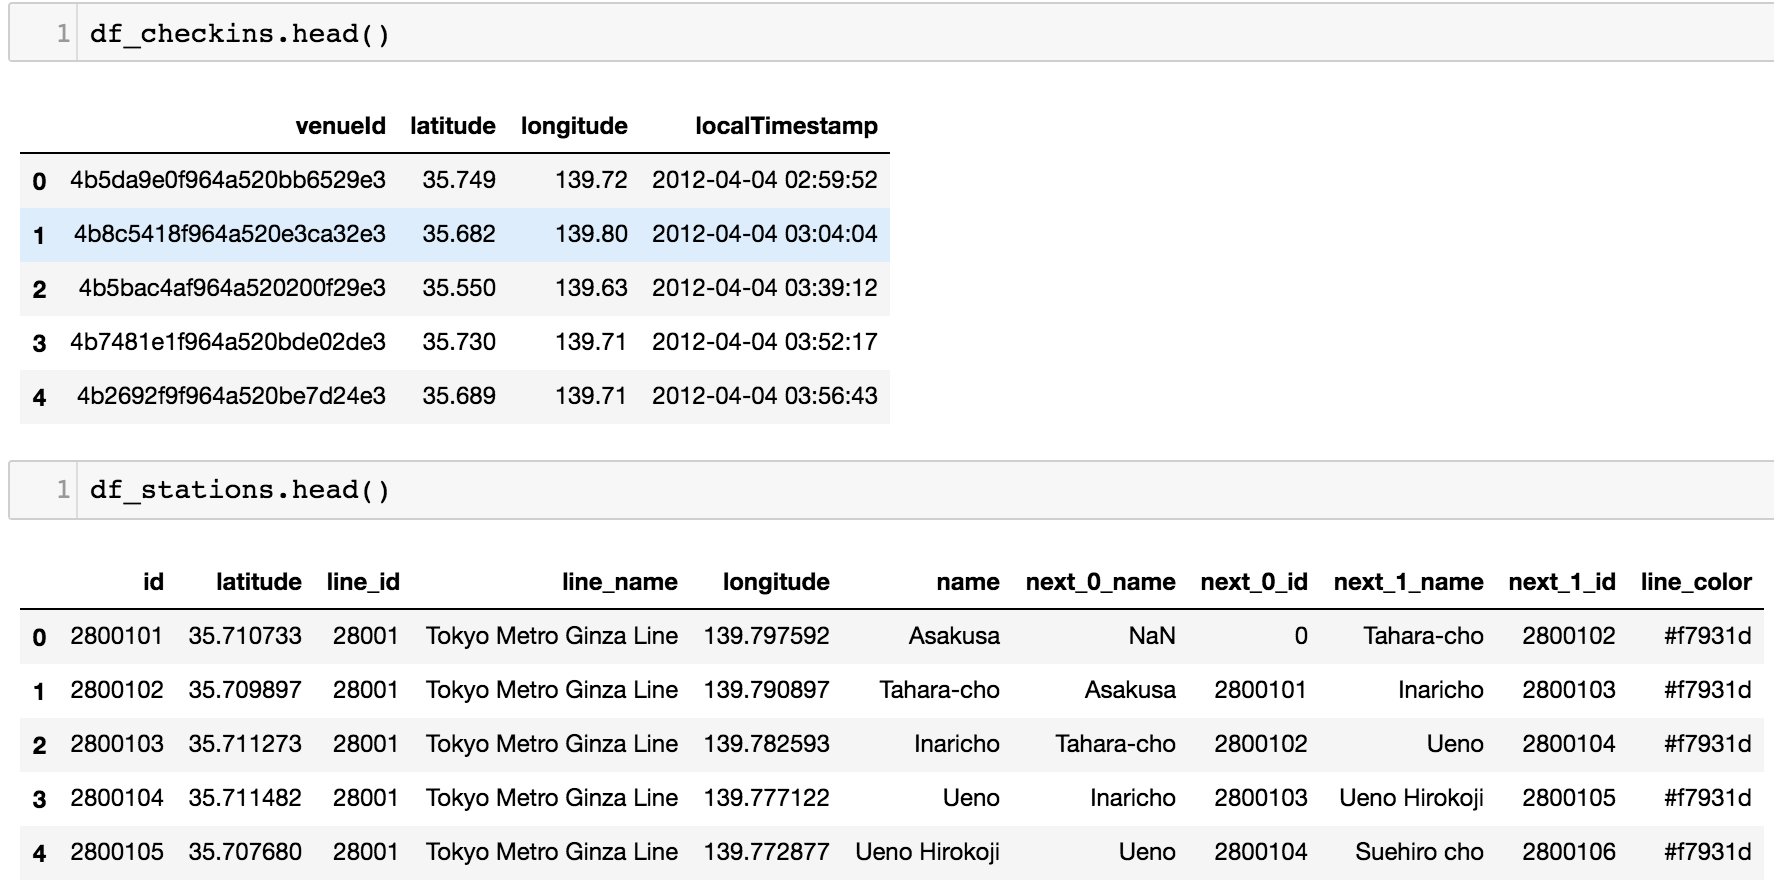 1 df_checkins.head()
venueId latitude longitude localTimestamp
0 4b5da9e0f964a520bb6529e3 35.749 139.72 2012-04-04 02:59:52
1 4b8c5418f964a520e3ca32e3 35.682 139.80 2012-04-04 03:04:04
2 4b5bac4af964a520200f29e3 35.550 139.63 2012-04-04 03:39:12
3 4b7481e1f964a520bde02de3 35.730 139.71 2012-04-04 03:52:17
4 4b2692f9f964a520be7d24e3 35.689 139.71 2012-04-04 03:56:43
1 df_stations.head()
id latitude line_id line_name longitude name next_0_name next_0_id next_1_name next_1_id line_color
0 2800101 35.710733 28001 Tokyo Metro Ginza Line 139.797592 Asakusa NaN 0 Tahara-cho 2800102 #f7931d
1 2800102 35.709897 28001 Tokyo Metro Ginza Line 139.790897 Tahara-cho Asakusa 2800101 Inaricho 2800103 #f7931d
2 2800103 35.711273 28001 Tokyo Metro Ginza Line 139.782593 Inaricho Tahara-cho 2800102 Ueno 2800104 #f7931d
3 2800104 35.711482 28001 Tokyo Metro Ginza Line 139.777122 Ueno Inaricho 2800103 Ueno Hirokoji 2800105 #f7931d
4 2800105 35.707680 28001 Tokyo Metro Ginza Line 139.772877 Ueno Hirokoji Ueno 2800104 Suehiro cho 2800106 #f7931d